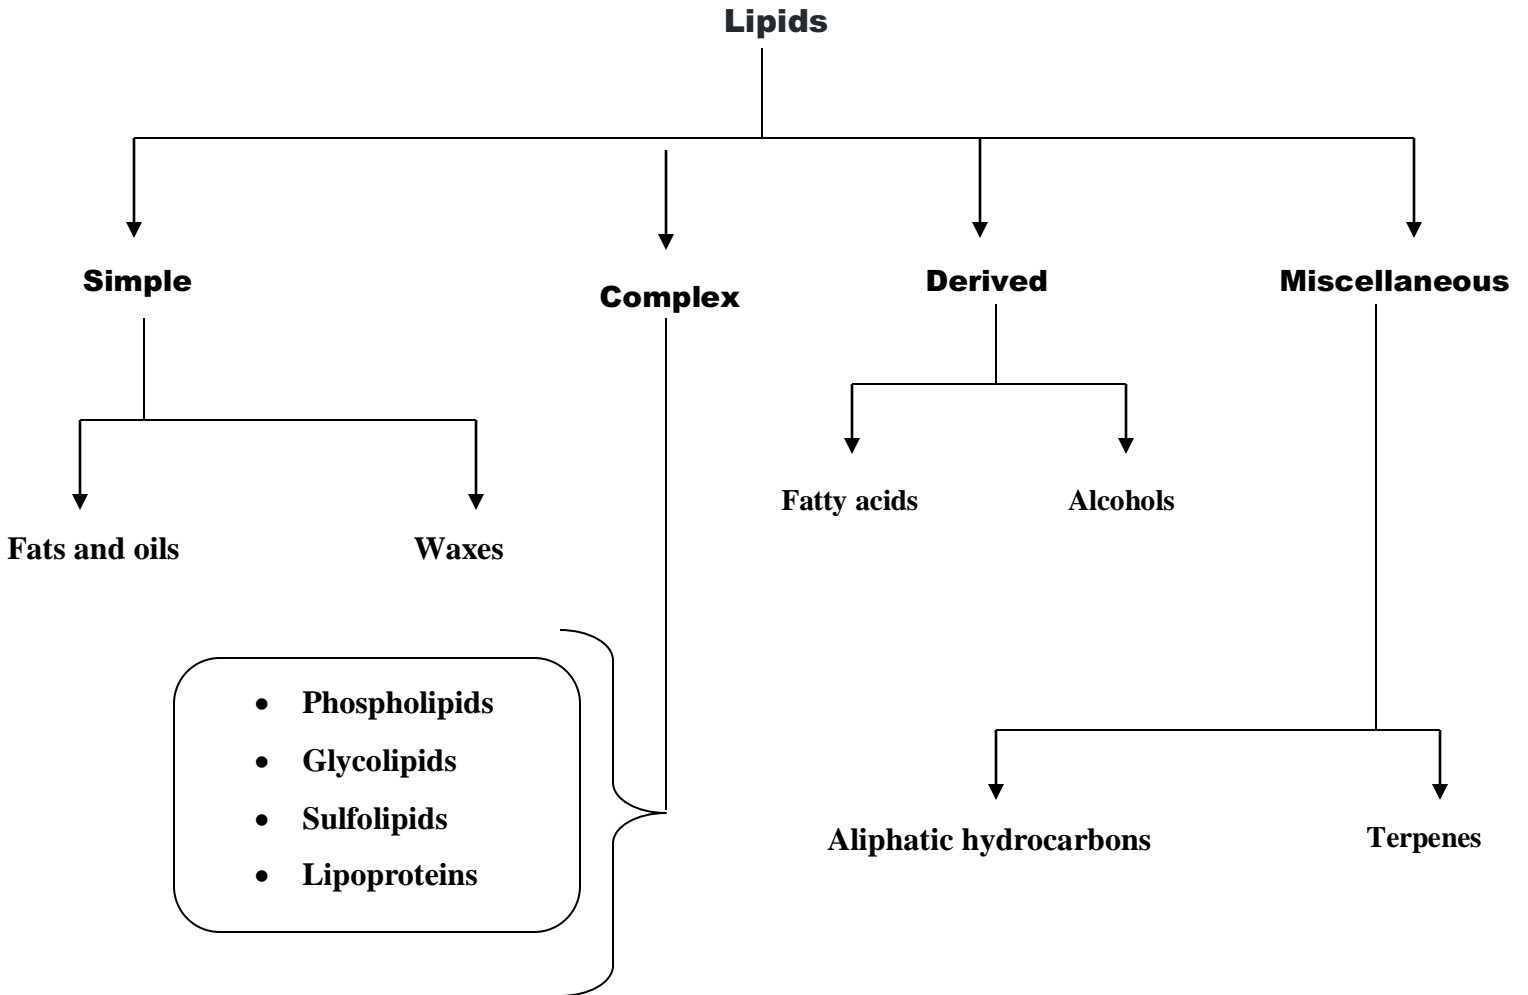 Lipids
Simple
Complex
Derived
Miscellaneous
Fatty acids
Alcohols
Fats and oils
Waxes
• Phospholipids
• Glycolipids
• Sulfolipids
• Lipoproteins
Aliphatic hydrocarbons
Terpenes